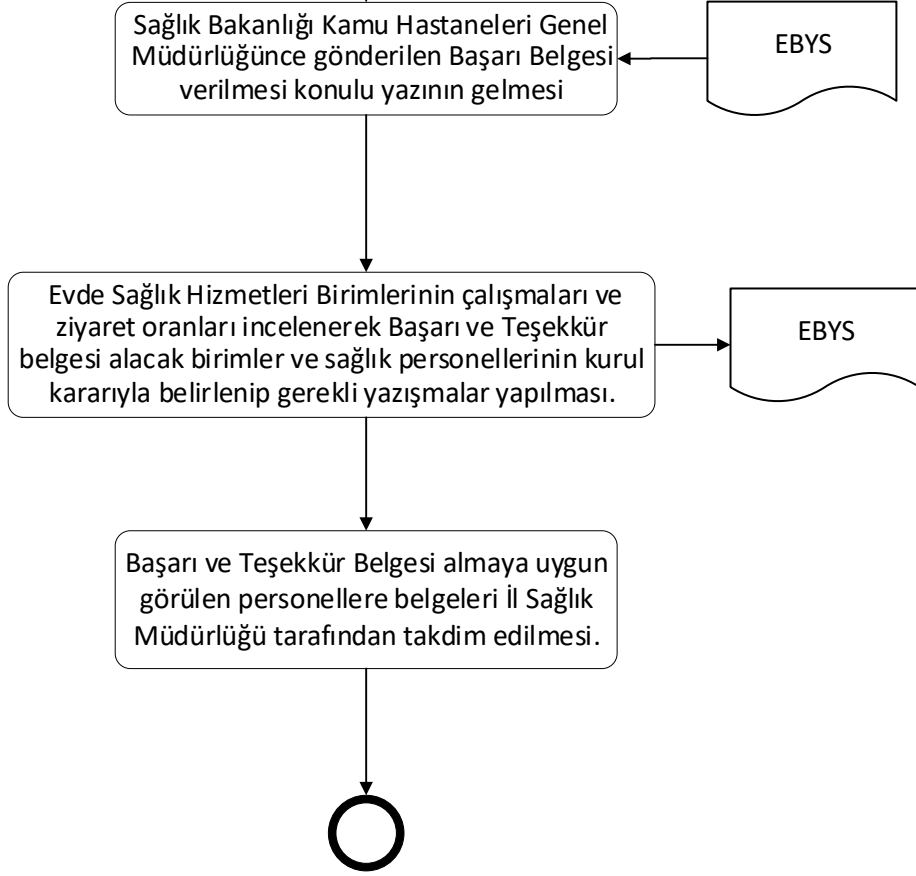 Sağlık Bakanlığı Kamu Hastaneleri Genel
Müdürlüğünce gönderilen Başarı Belgesi
verilmesi konulu yazının gelmesi
EBYS
Evde Sağlık Hizmetleri Birimlerinin çalışmaları ve
ziyaret oranları incelenerek Başarı ve Teşekkür
belgesi alacak birimler ve sağlık personellerinin kurul
kararıyla belirlenip gerekli yazışmalar yapılması.
EBYS
Başarı ve Teşekkür Belgesi almaya uygun
görülen personellere belgeleri İl Sağlık
Müdürlüğü tarafından takdim edilmesi.